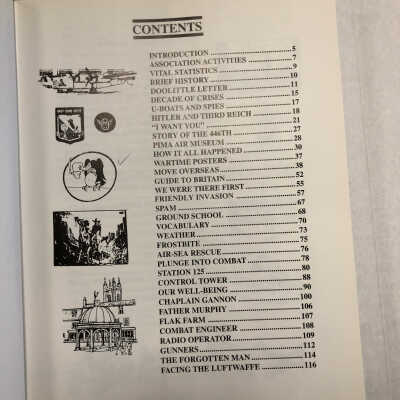 CONTENTS
INTRODUCTION ........ 5
ASSOCIATION ACTIVITIES ........ 7
VITAL STATISTICS ........ 9
BRIEF HISTORY ........ 10
DOOLITTLE LETTER ........ 11
DECADE OF CRISES ........ 15
U-BOATS AND SPIES ........ 17
HITLER AND THIRD REICH ........ 18
"I WANT YOU" ........ 21
STORY OF THE 446TH ........ 27
PIMA AIR MUSEUM ........ 28
HOW IT ALL HAPPENED ........ 30
WARTIME POSTERS ........ 37
MOVE OVERSEAS ........ 38
GUIDE TO BRITAIN ........ 52
WE WERE THERE FIRST ........ 55
FRIENDLY INVASION ........ 57
SPAM ........ 67
GROUND SCHOOL ........ 68
VOCABULARY ........ 70
WEATHER ........ 73
FROSTBITE ........ 75
AIR-SEA RESCUE ........ 76
PLUNGE INTO COMBAT ........ 78
STATION 125 ........ 80
CONTROL TOWER ........ 88
OUR WELL-BEING ........ 90
CHAPLAIN GANNON ........ 100
FATHER MURPHY ........ 106
FLAK FARM ........ 107
COMBAT ENGINEER ........ 108
RADIO OPERATOR ........ 109
GUNNERS ........ 112
THE FORGOTTEN MAN ........ 114
FACING THE LUFTWAFFE ........ 116